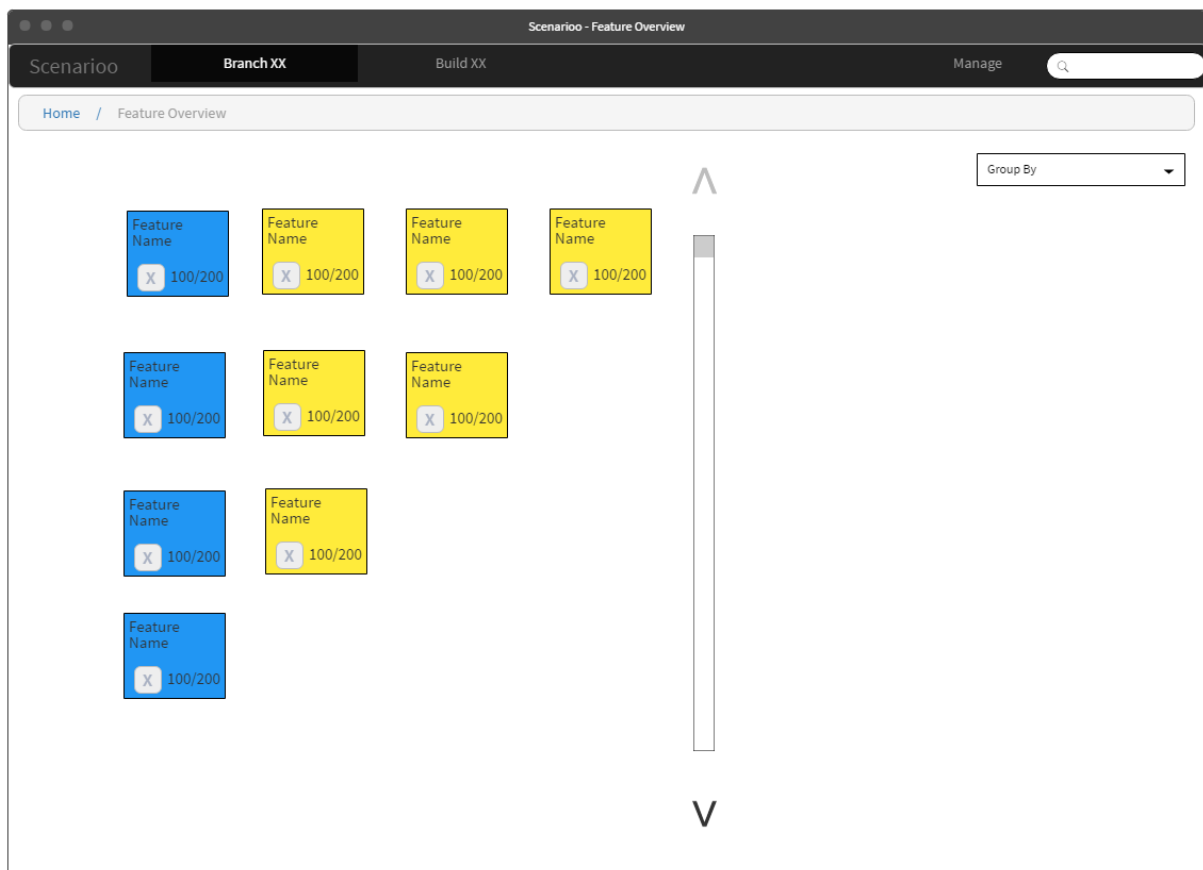 Scenarioo - Feature Overview
Scenarioo Branch XX Build XX Manage
Home / Feature Overview
Group By
Feature
Name
X 100/200
Feature
Name
X 100/200
Feature
Name
X 100/200
Feature
Name
X 100/200
Feature
Name
X 100/200
Feature
Name
X 100/200
Feature
Name
X 100/200
Feature
Name
X 100/200
Feature
Name
X 100/200
Feature
Name
X 100/200